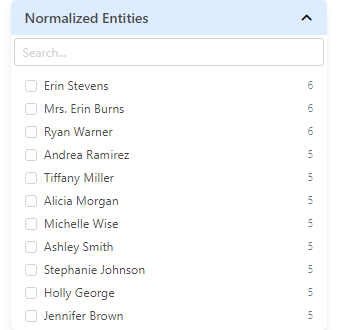 Normalized Entities
Search...
Erin Stevens 6
Mrs. Erin Burns 6
Ryan Warner 6
Andrea Ramirez 5
Tiffany Miller 5
Alicia Morgan 5
Michelle Wise 5
Ashley Smith 5
Stephanie Johnson 5
Holly George 5
Jennifer Brown 5